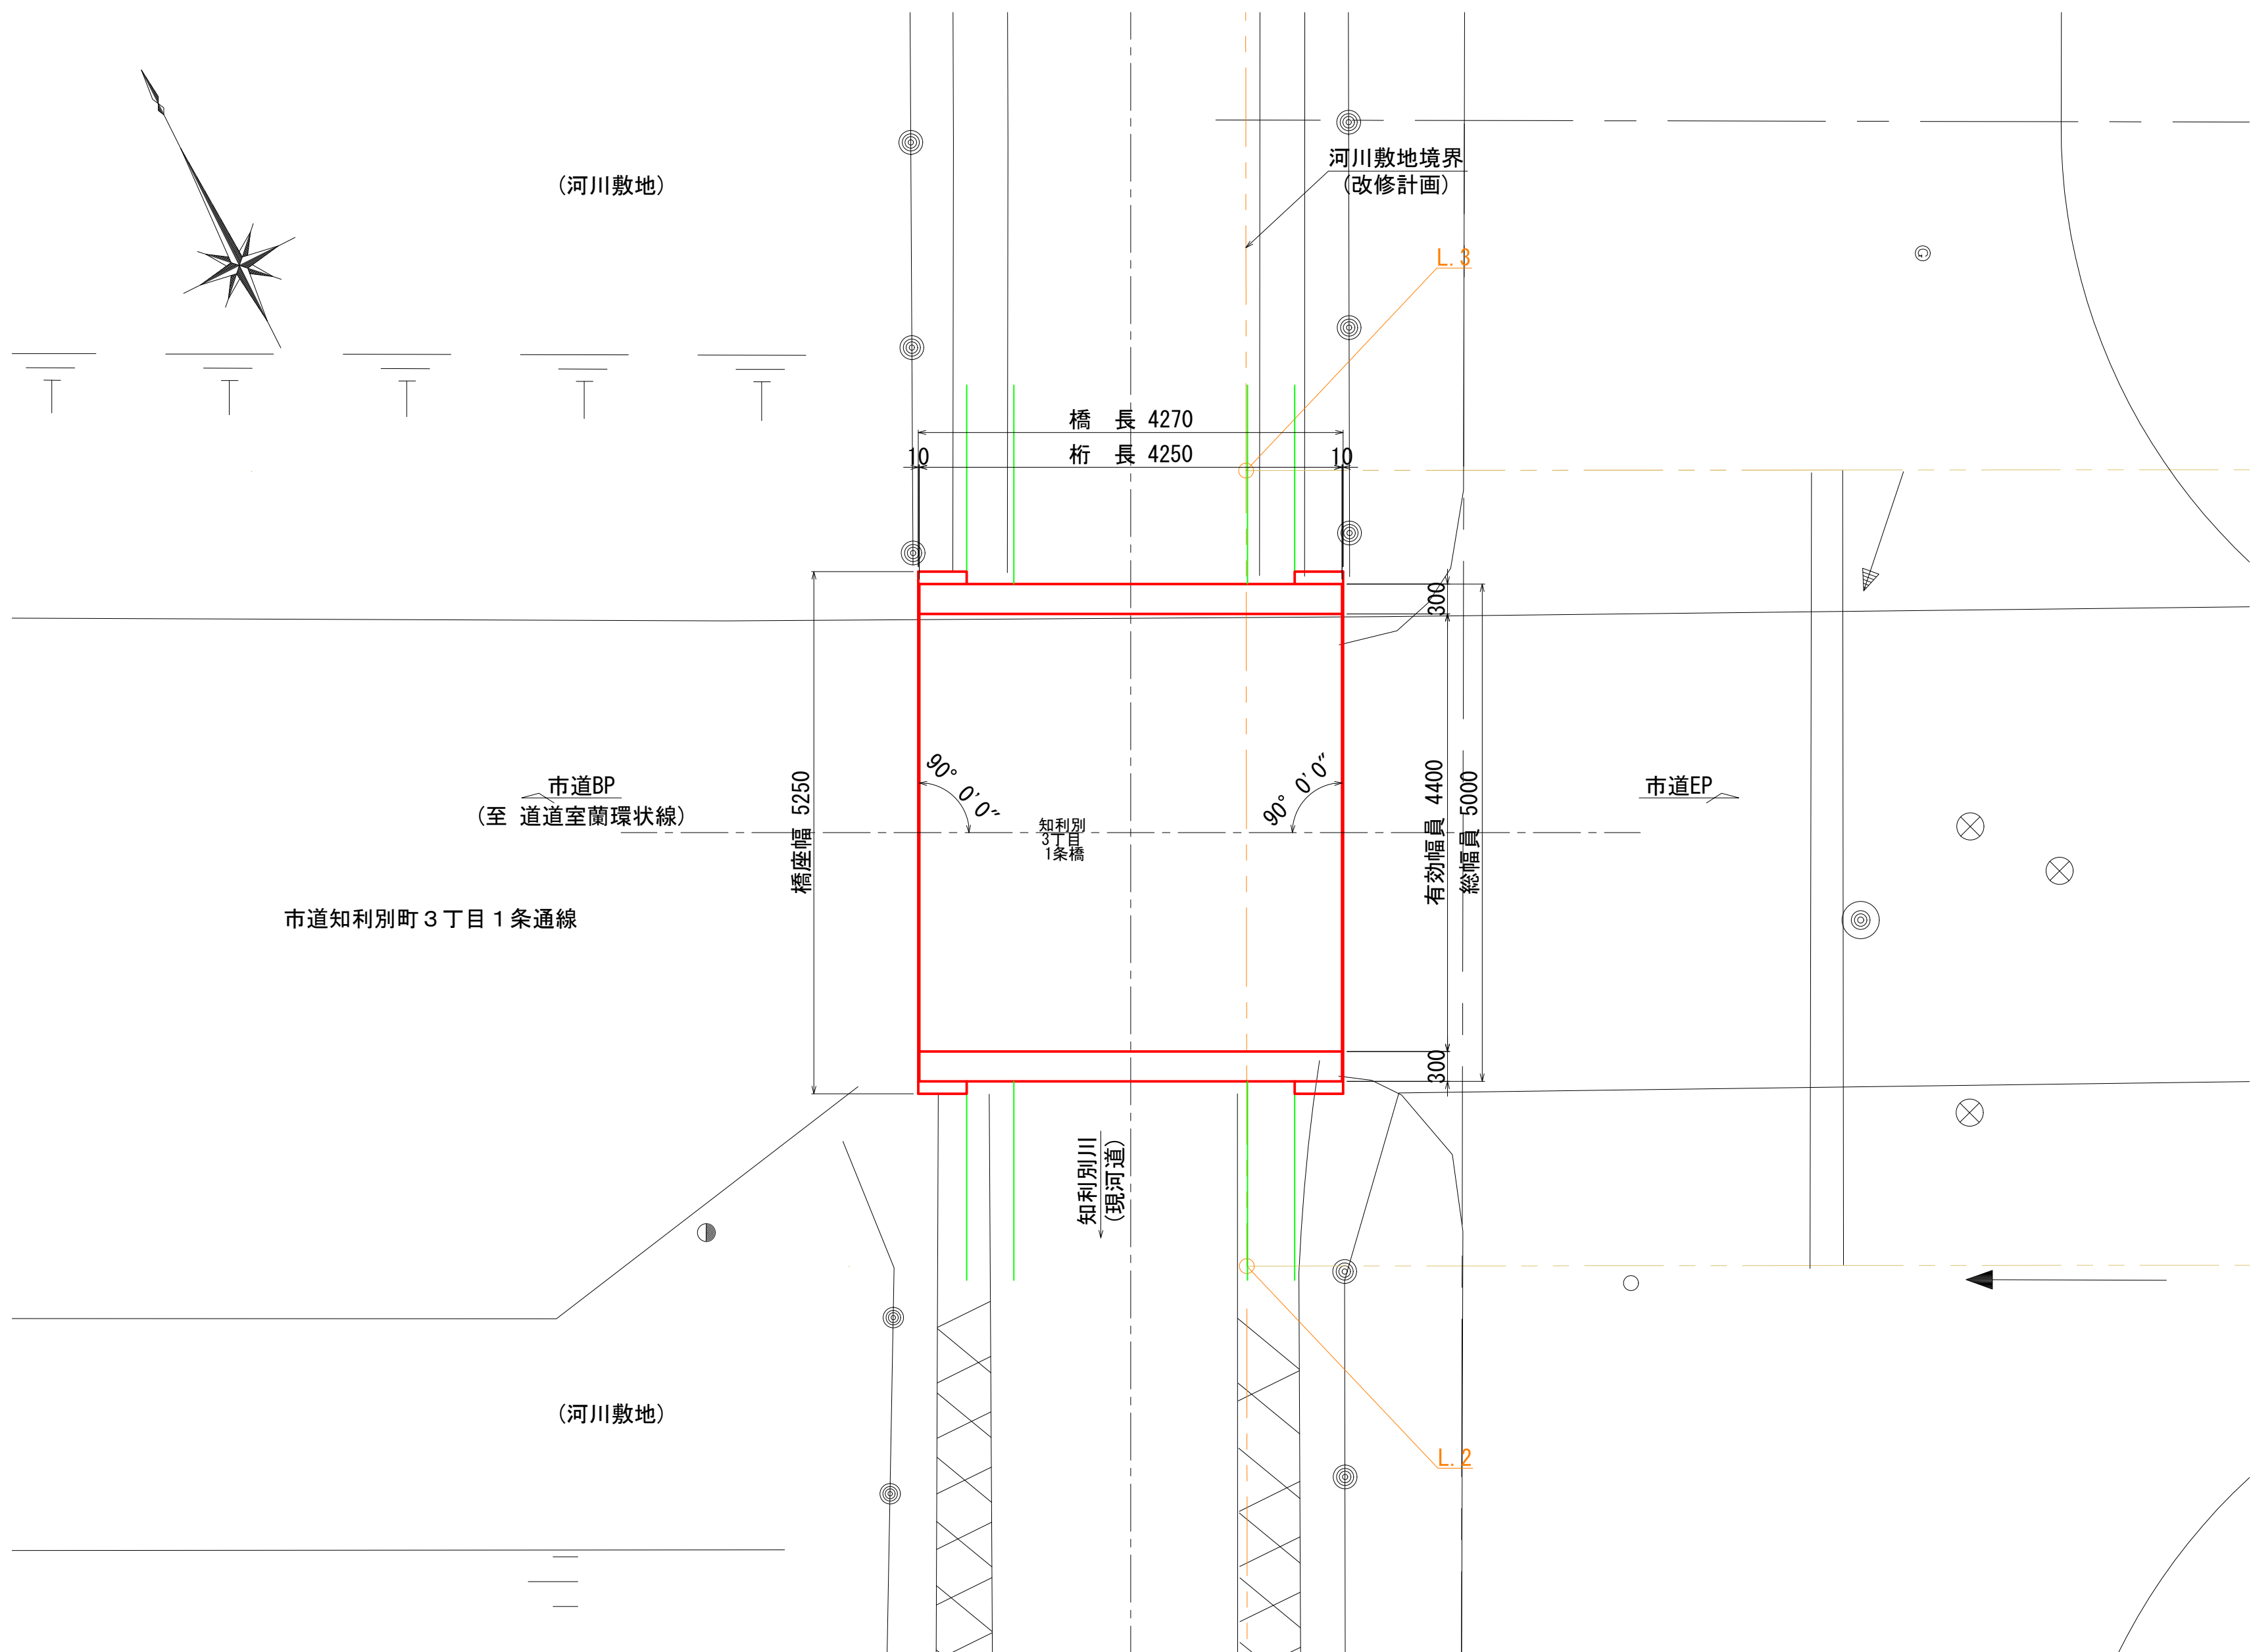 (河川敷地)
河川敷地境界
(改修計画)
L.3
G
橋　長 4270
桁　長 4250
10
10
300
市道BP
(至 道道室蘭環状線)
橋座幅 5250
90° 0′0″
90° 0′0″
知利別
3丁目
1条橋
有効幅員 4400
総幅員 5000
市道EP
市道知利別町３丁目１条通線
300
知利別川
(現河道)
(河川敷地)
L.2